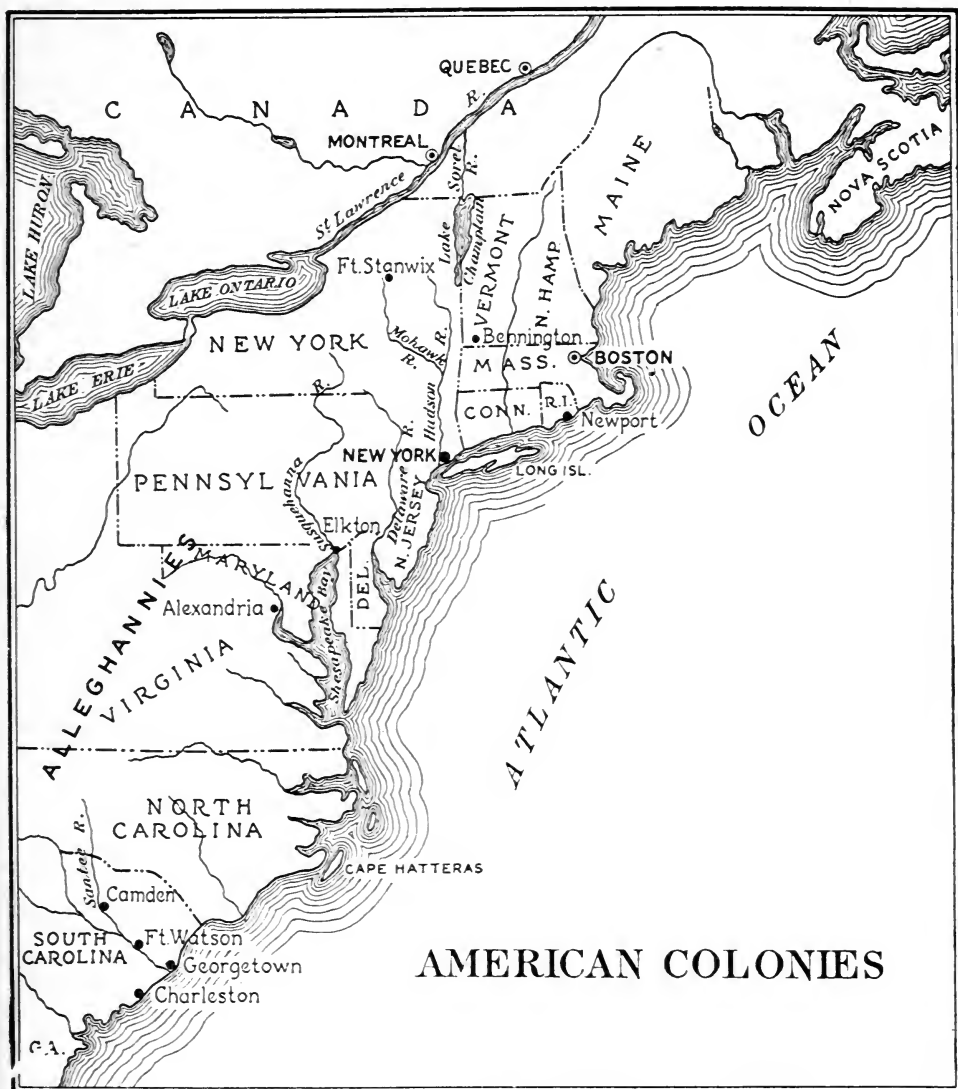 QUEBEC
CANADA
R.
MONTREAL
Sorel
R.
NOVA SCOTIA
MAINE
LAKE HURON
St Lawrence
Lake
Champlain
VERMONT
N. HAMP.
Ft. Stanwix
LAKE ONTARIO
NEW YORK
Mohawk
R.
R.
Hudson
Bennington
MASS.
BOSTON
OCEAN
LAKE ERIE
R.
CONN.
R.I.
Newport
NEW YORK
LONG ISL.
PENNSYLVANIA
Susquehanna
Delaware
R.
N. JERSEY
Elkton
ALLEGHANNIES
MARYLAND
DEL.
Alexandria
Shesapeake Bay
VIRGINIA
ATLANTIC
NORTH
CAROLINA
CAPE HATTERAS
Santae R.
Camden
SOUTH
CAROLINA
Ft. Watson
Georgetown
Charleston
GA.
AMERICAN COLONIES